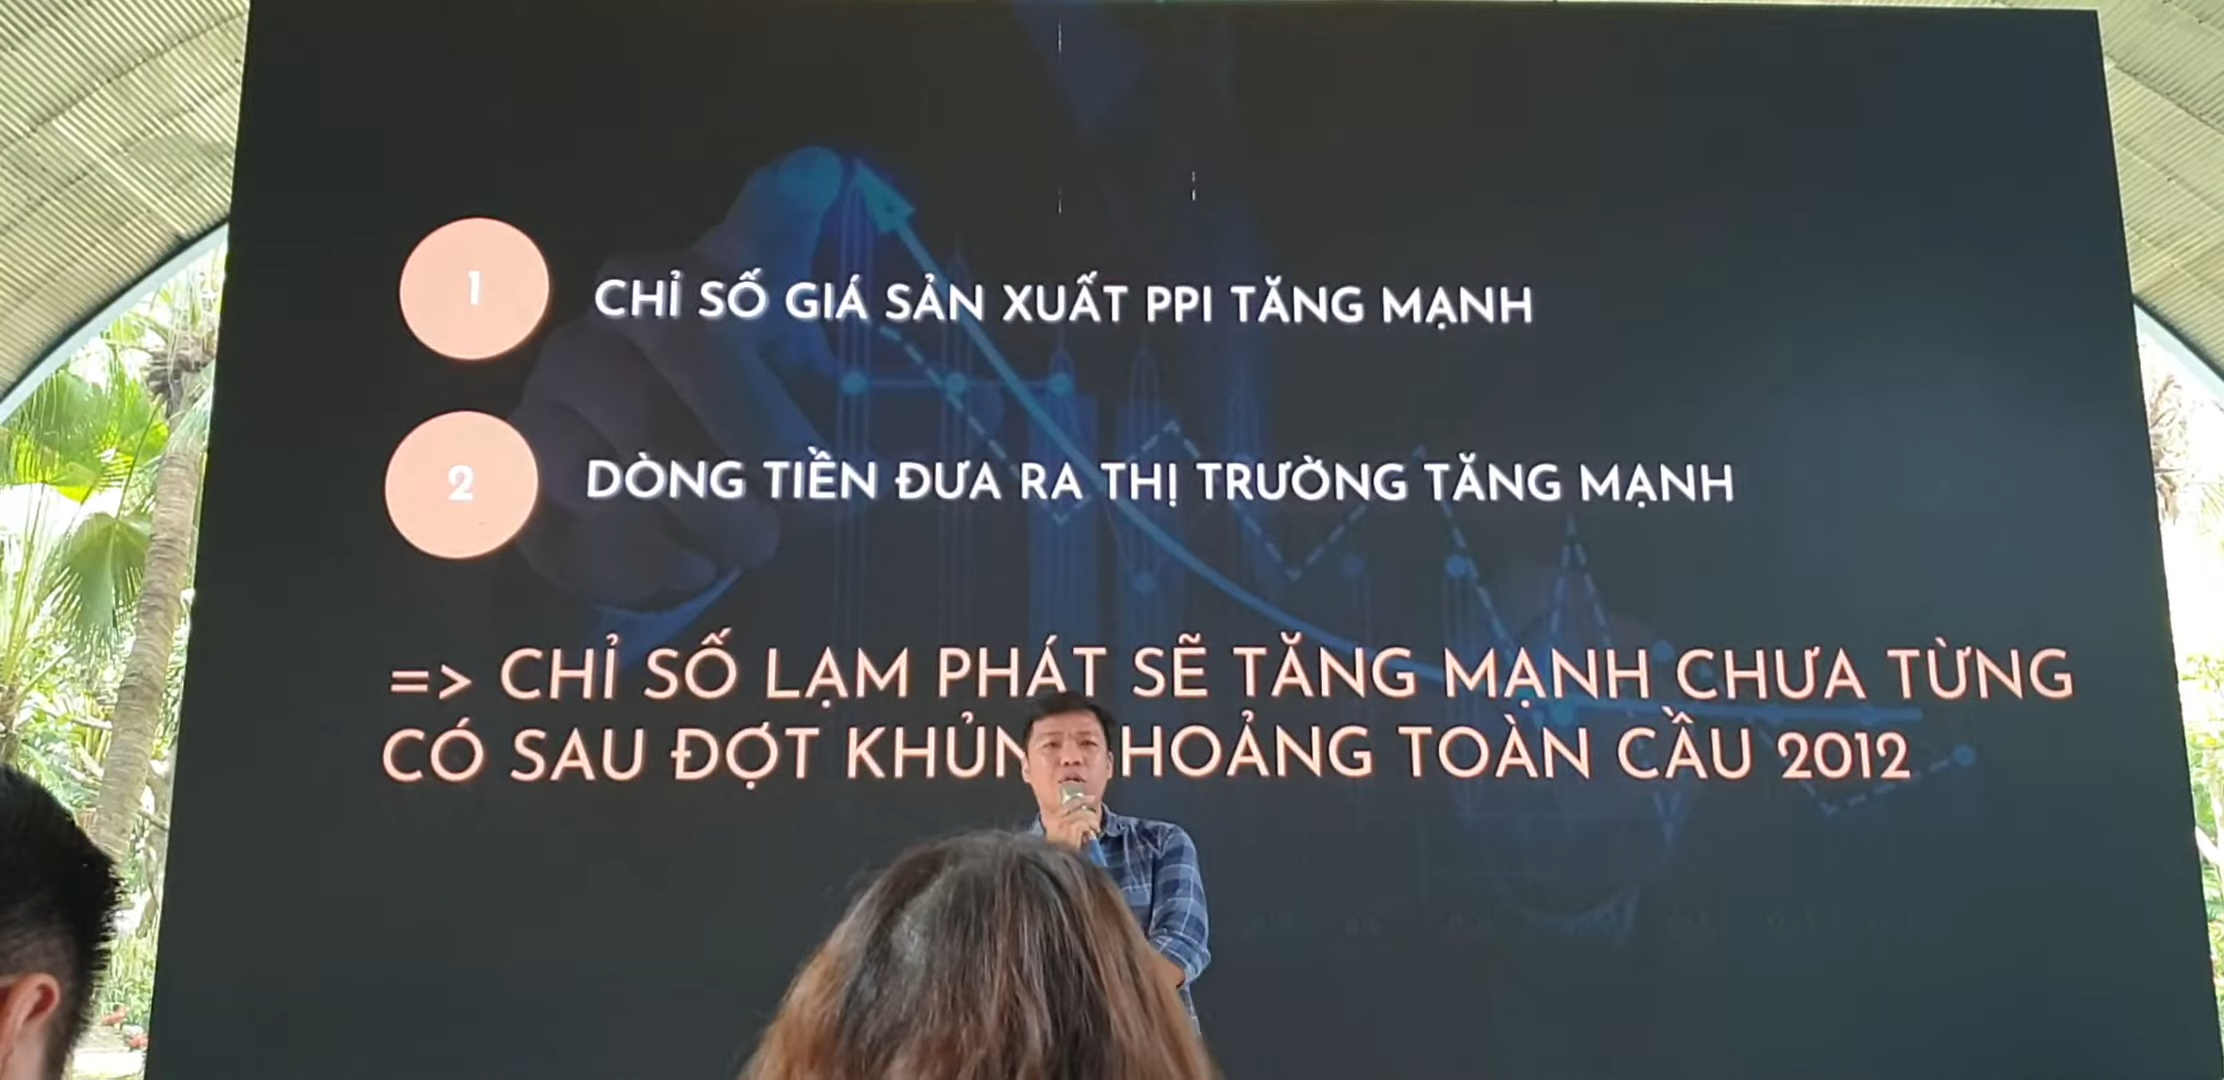 1
CHỈ SỐ GIÁ SẢN XUẤT PPI TĂNG MẠNH
2
DÒNG TIỀN ĐƯA RA THỊ TRƯỜNG TĂNG MẠNH
=> CHỈ SỐ LẠM PHÁT SẼ TĂNG MẠNH CHƯA TỪNG
CÓ SAU ĐỢT TOÀN CẦU 2012